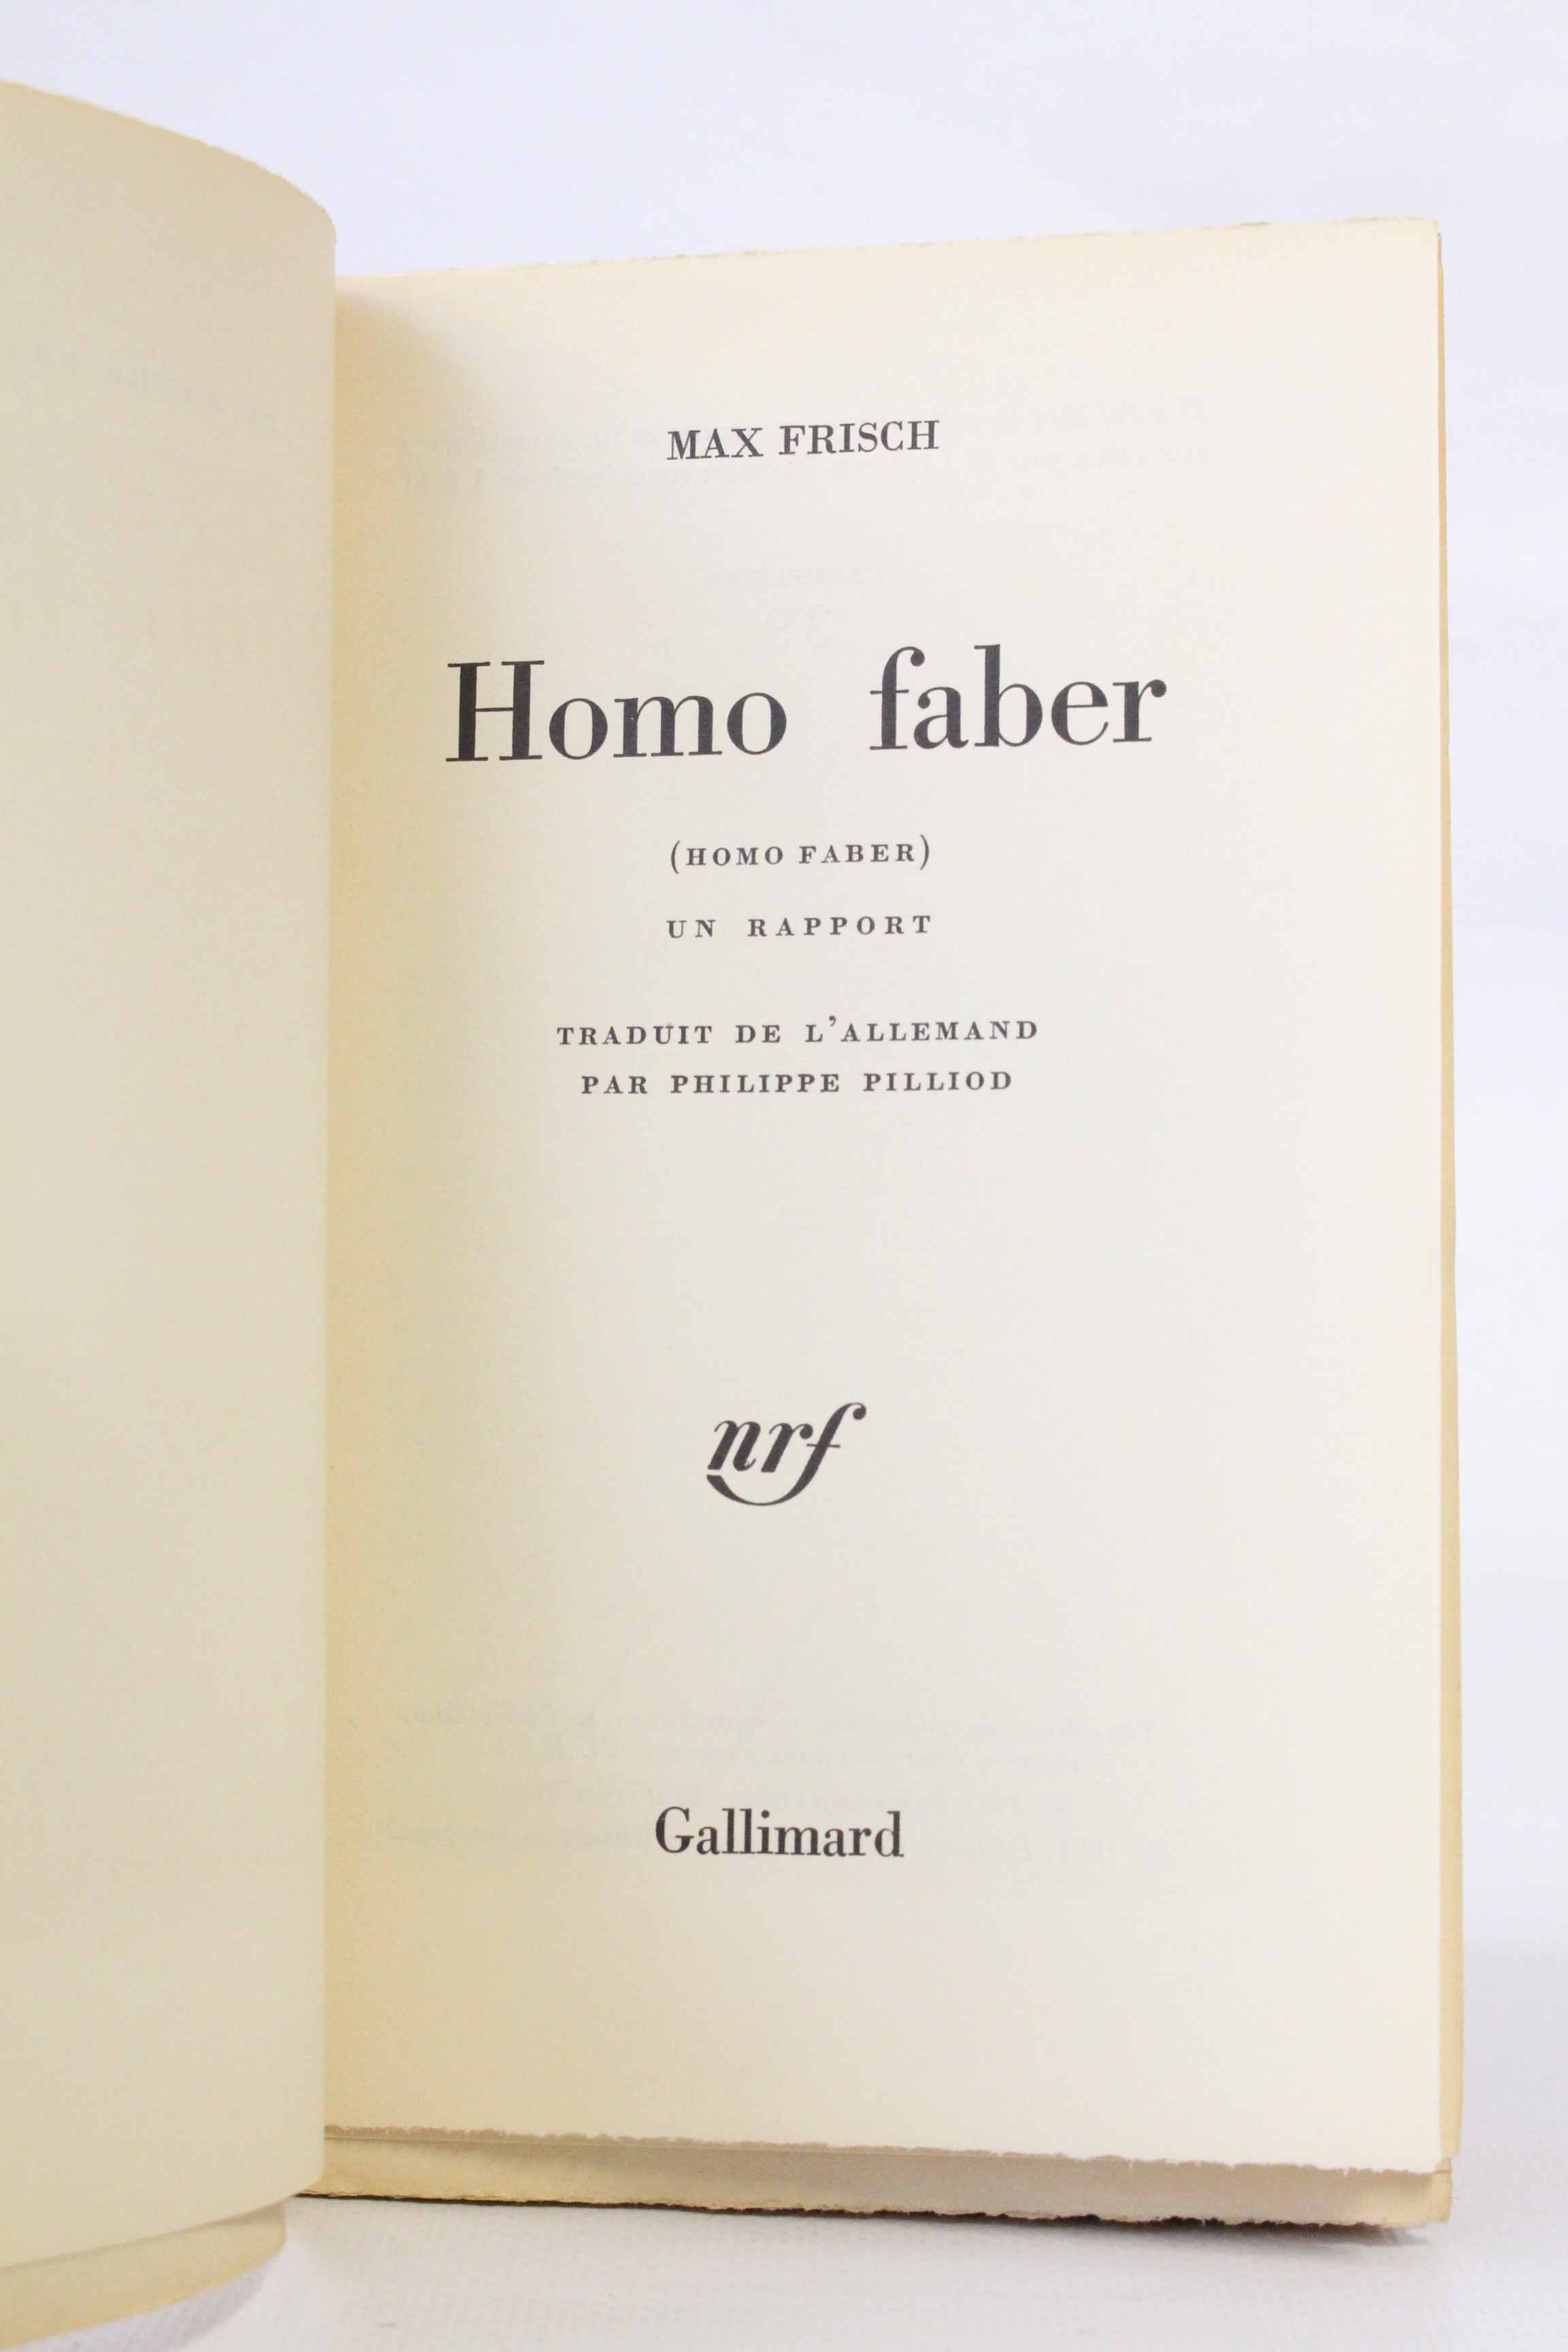 MAX FRISCH
Homo faber
(HOMO FABER)
UN RAPPORT
TRADUIT DE L'ALLEMAND
PAR PHILIPPE PILLIOD
nrf
Gallimard